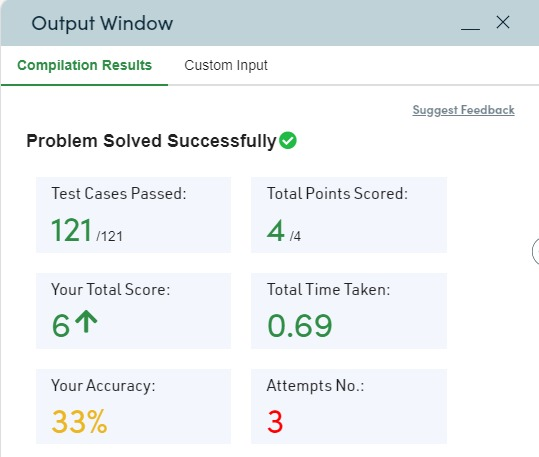 Output Window
Compilation Results Custom Input
Suggest Feedback
Problem Solved Successfully
Test Cases Passed: Total Points Scored:
121 /121 4 /4
Your Total Score: Total Time Taken:
6 0.69
Your Accuracy: Attempts No.:
33% 3